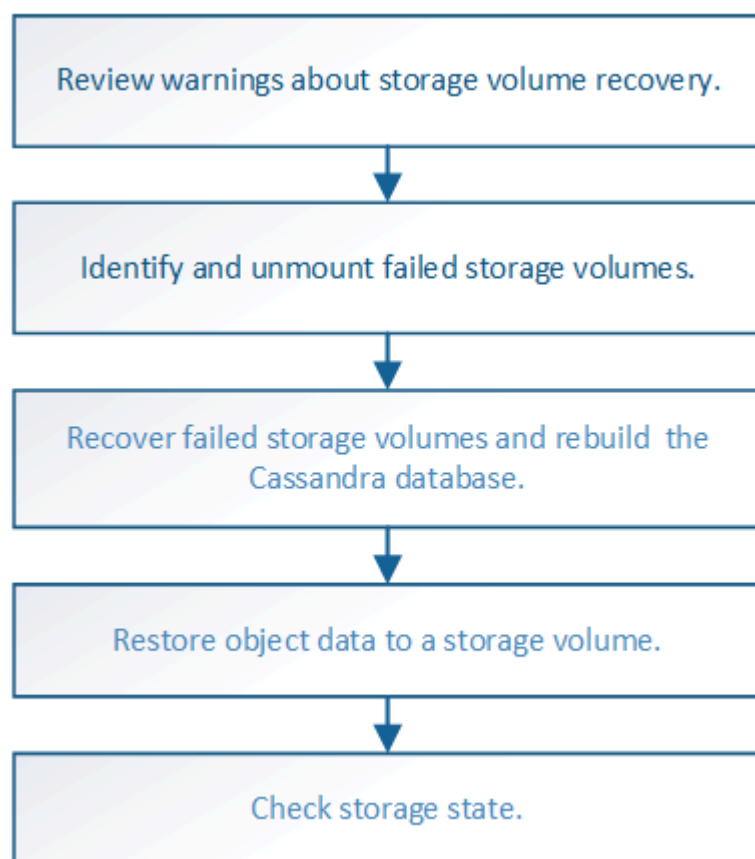 Review warnings about storage volume recovery.
Identify and unmount failed storage volumes.
Recover failed storage volumes and rebuild the
Cassandra database.
Restore object data to a storage volume.
Check storage state.